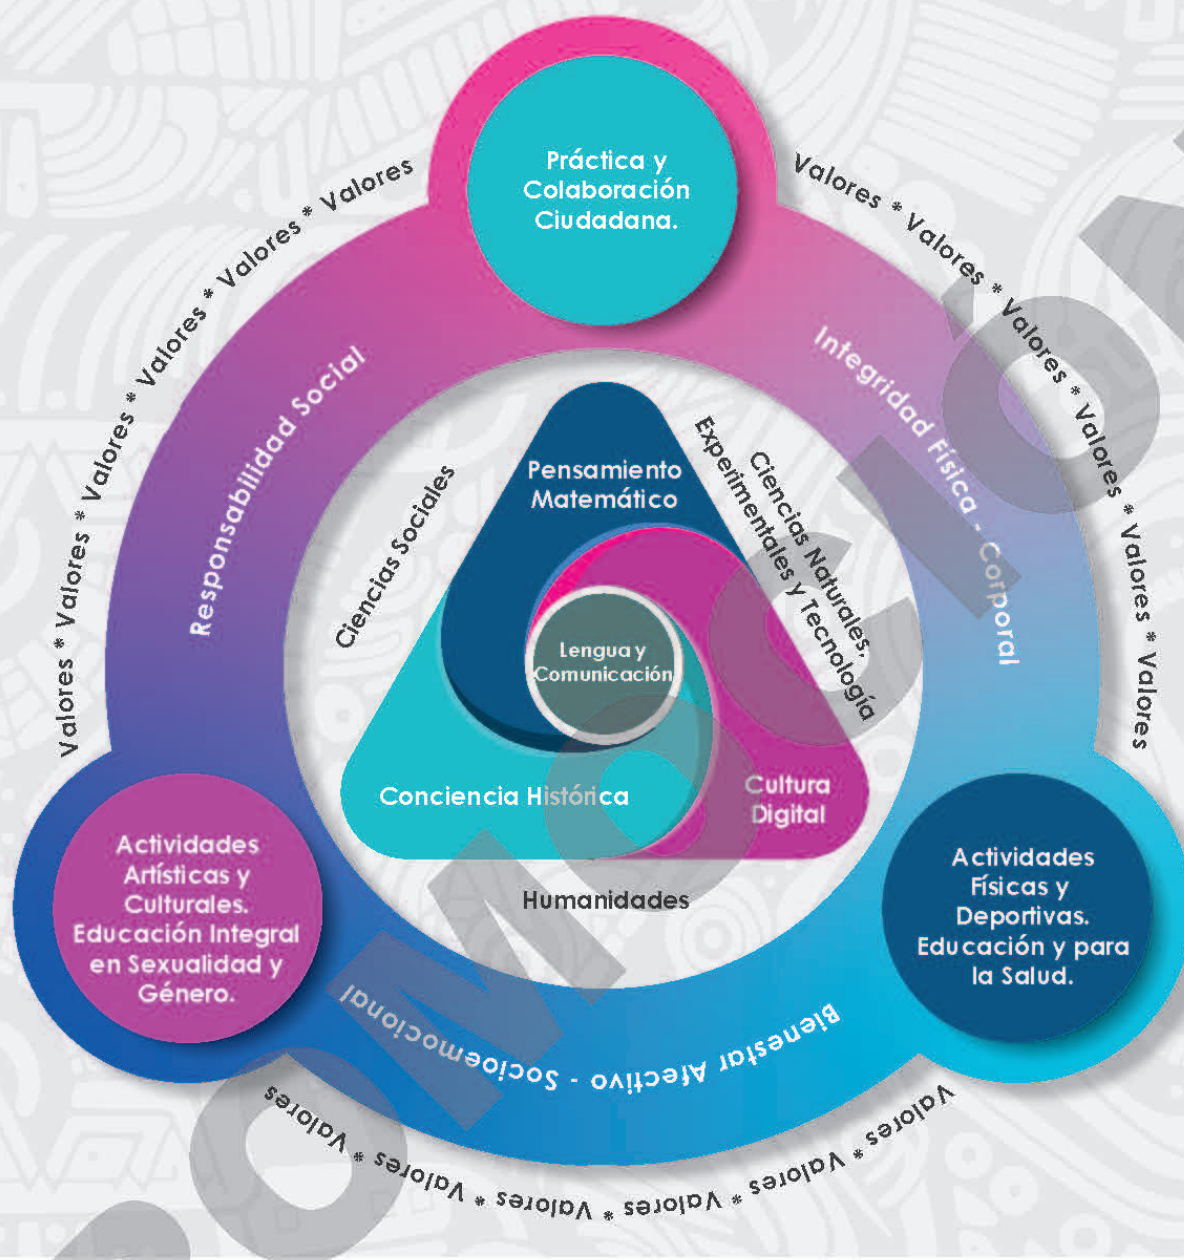 Práctica y
Colaboración
Ciudadana.
Valores * Valores * Valores * Valores * Valores * Valores
Valores * Valores * Valores * Valores * Valores * Valores
Responsabilidad Social
Integridad Física - Corporal
Ciencias Sociales
Pensamiento
Matemático
Ciencias Naturales,
Experimentales y Tecnología
Lengua y
Comunicación
Conciencia Histórica
Cultura
Digital
Humanidades
Actividades
Artísticas y
Culturales.
Educación Integral
en Sexualidad y
Género.
Actividades
Físicas y
Deportivas.
Educación y para
la Salud.
Bienestar Afectivo - Socioemocional
Valores * Valores * Valores * Valores * Valores * Valores